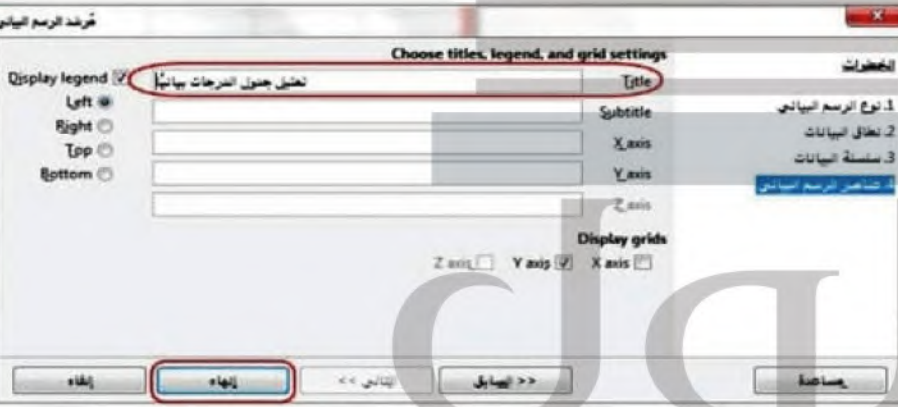 مُرشد الرسم البياني
الخطوات
1. نوع الرسم البياني
2. نطاق البيانات
3. سلسلة البيانات
4. عناصر الرسم البياني
Choose titles, legend, and grid settings
Title
تمثيل جدول الدرجات بيانيًا
Subtitle
X axis
Y axis
Z axis
Display legend
Left
Right
Top
Bottom
Display grids
X axis
Y axis
Z axis
مساعدة
<< السابق
التالي >>
إنهاء
إلغاء